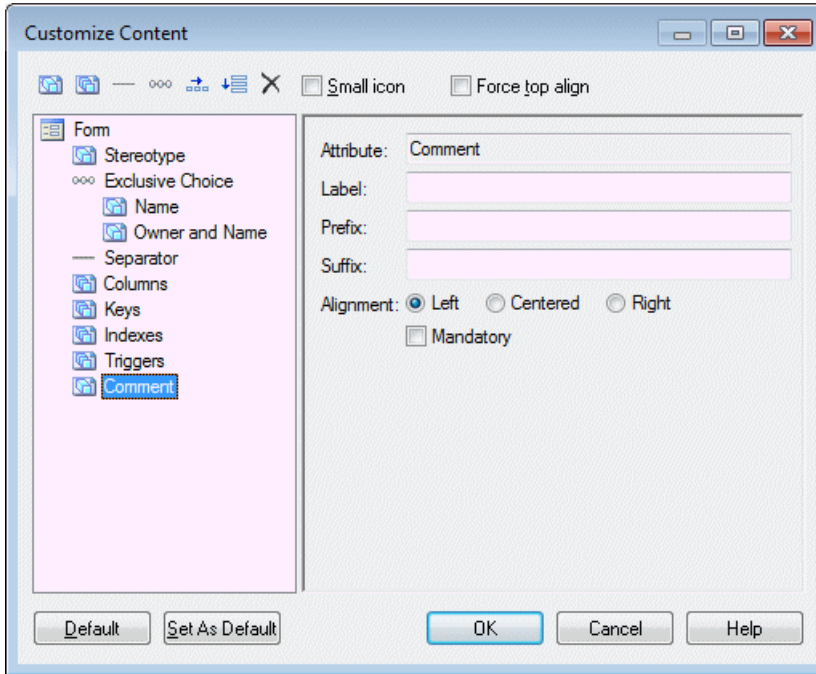 Customize Content
Small icon Force top align
Form
Stereotype
Exclusive Choice
Name
Owner and Name
Separator
Columns
Keys
Indexes
Triggers
Comment
Attribute: Comment
Label:
Prefix:
Suffix:
Alignment: Left Centered Right
Mandatory
Default Set As Default OK Cancel Help